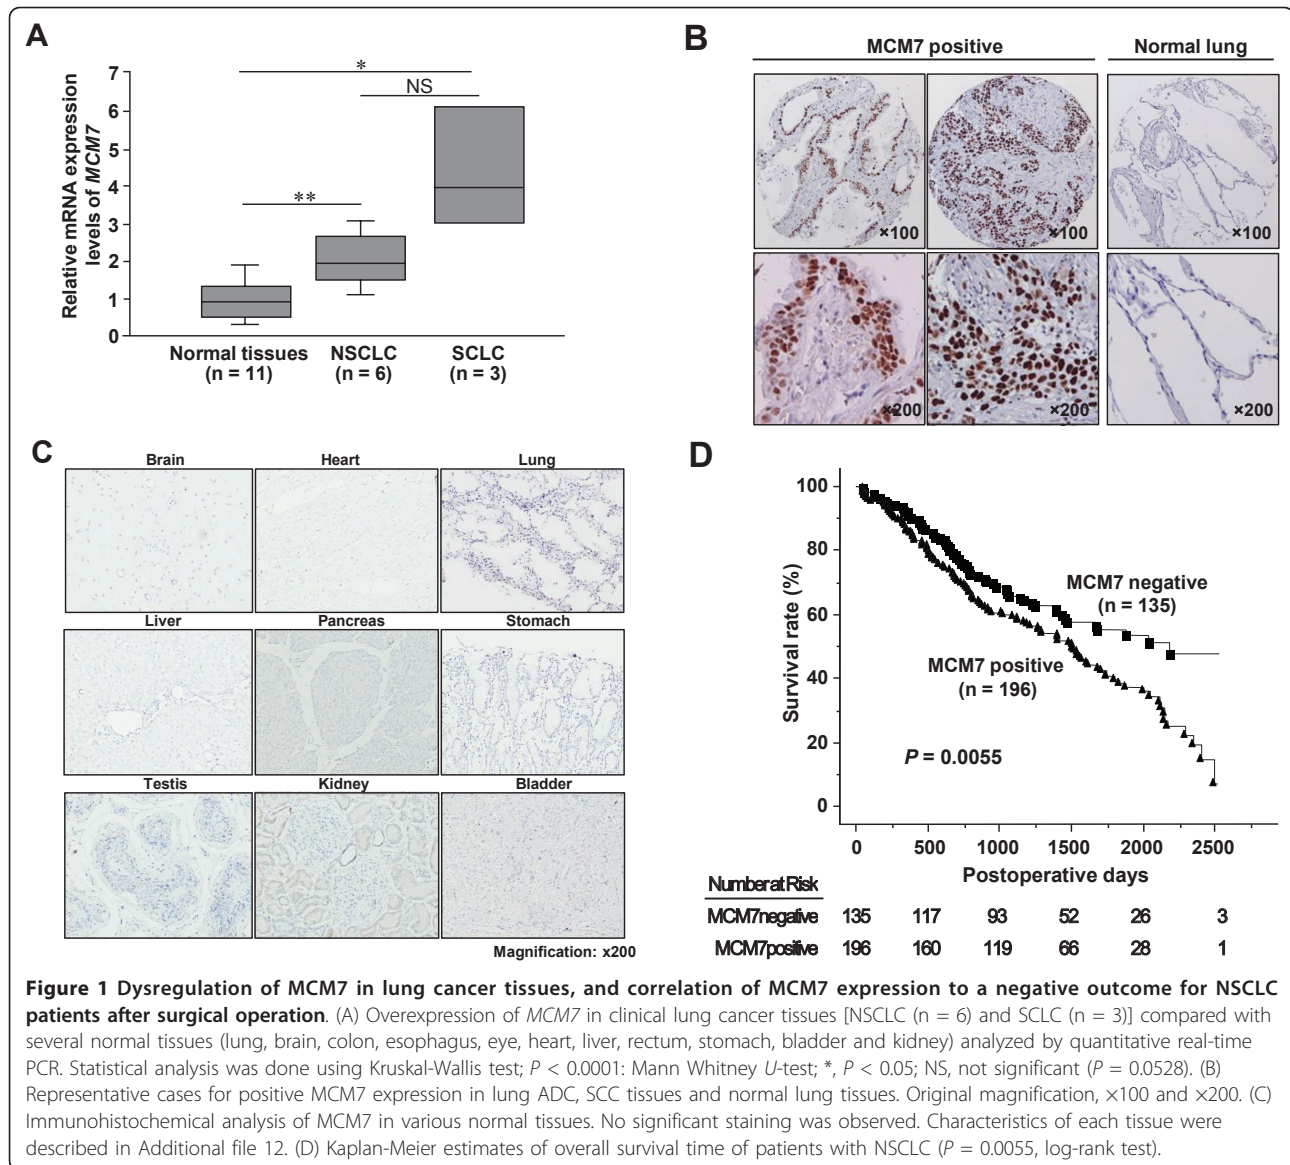 A
Relative mRNA expression
levels of MCM7
7
6
5
4
3
2
1
0
*
NS
**
Normal tissues
(n = 11)
NSCLC
(n = 6)
SCLC
(n = 3)
B
MCM7 positive
Normal lung
×100
×100
×100
×200
×200
×200
C
Brain
Heart
Lung
Liver
Pancreas
Stomach
Testis
Kidney
Bladder
Magnification: x200
D
Survival rate (%)
100
80
60
40
20
0
MCM7 negative
(n = 135)
MCM7 positive
(n = 196)
P = 0.0055
0 500 1000 1500 2000 2500
Postoperative days
Number at Risk
MCM7 negative 135 117 93 52 26 3
MCM7 positive 196 160 119 66 28 1
Figure 1 Dysregulation of MCM7 in lung cancer tissues, and correlation of MCM7 expression to a negative outcome for NSCLC
patients after surgical operation. (A) Overexpression of MCM7 in clinical lung cancer tissues [NSCLC (n = 6) and SCLC (n = 3)] compared with
several normal tissues (lung, brain, colon, esophagus, eye, heart, liver, rectum, stomach, bladder and kidney) analyzed by quantitative real-time
PCR. Statistical analysis was done using Kruskal-Wallis test; P < 0.0001: Mann Whitney U-test; *, P < 0.05; NS, not significant (P = 0.0528). (B)
Representative cases for positive MCM7 expression in lung ADC, SCC tissues and normal lung tissues. Original magnification, ×100 and ×200. (C)
Immunohistochemical analysis of MCM7 in various normal tissues. No significant staining was observed. Characteristics of each tissue were
described in Additional file 12. (D) Kaplan-Meier estimates of overall survival time of patients with NSCLC (P = 0.0055, log-rank test).